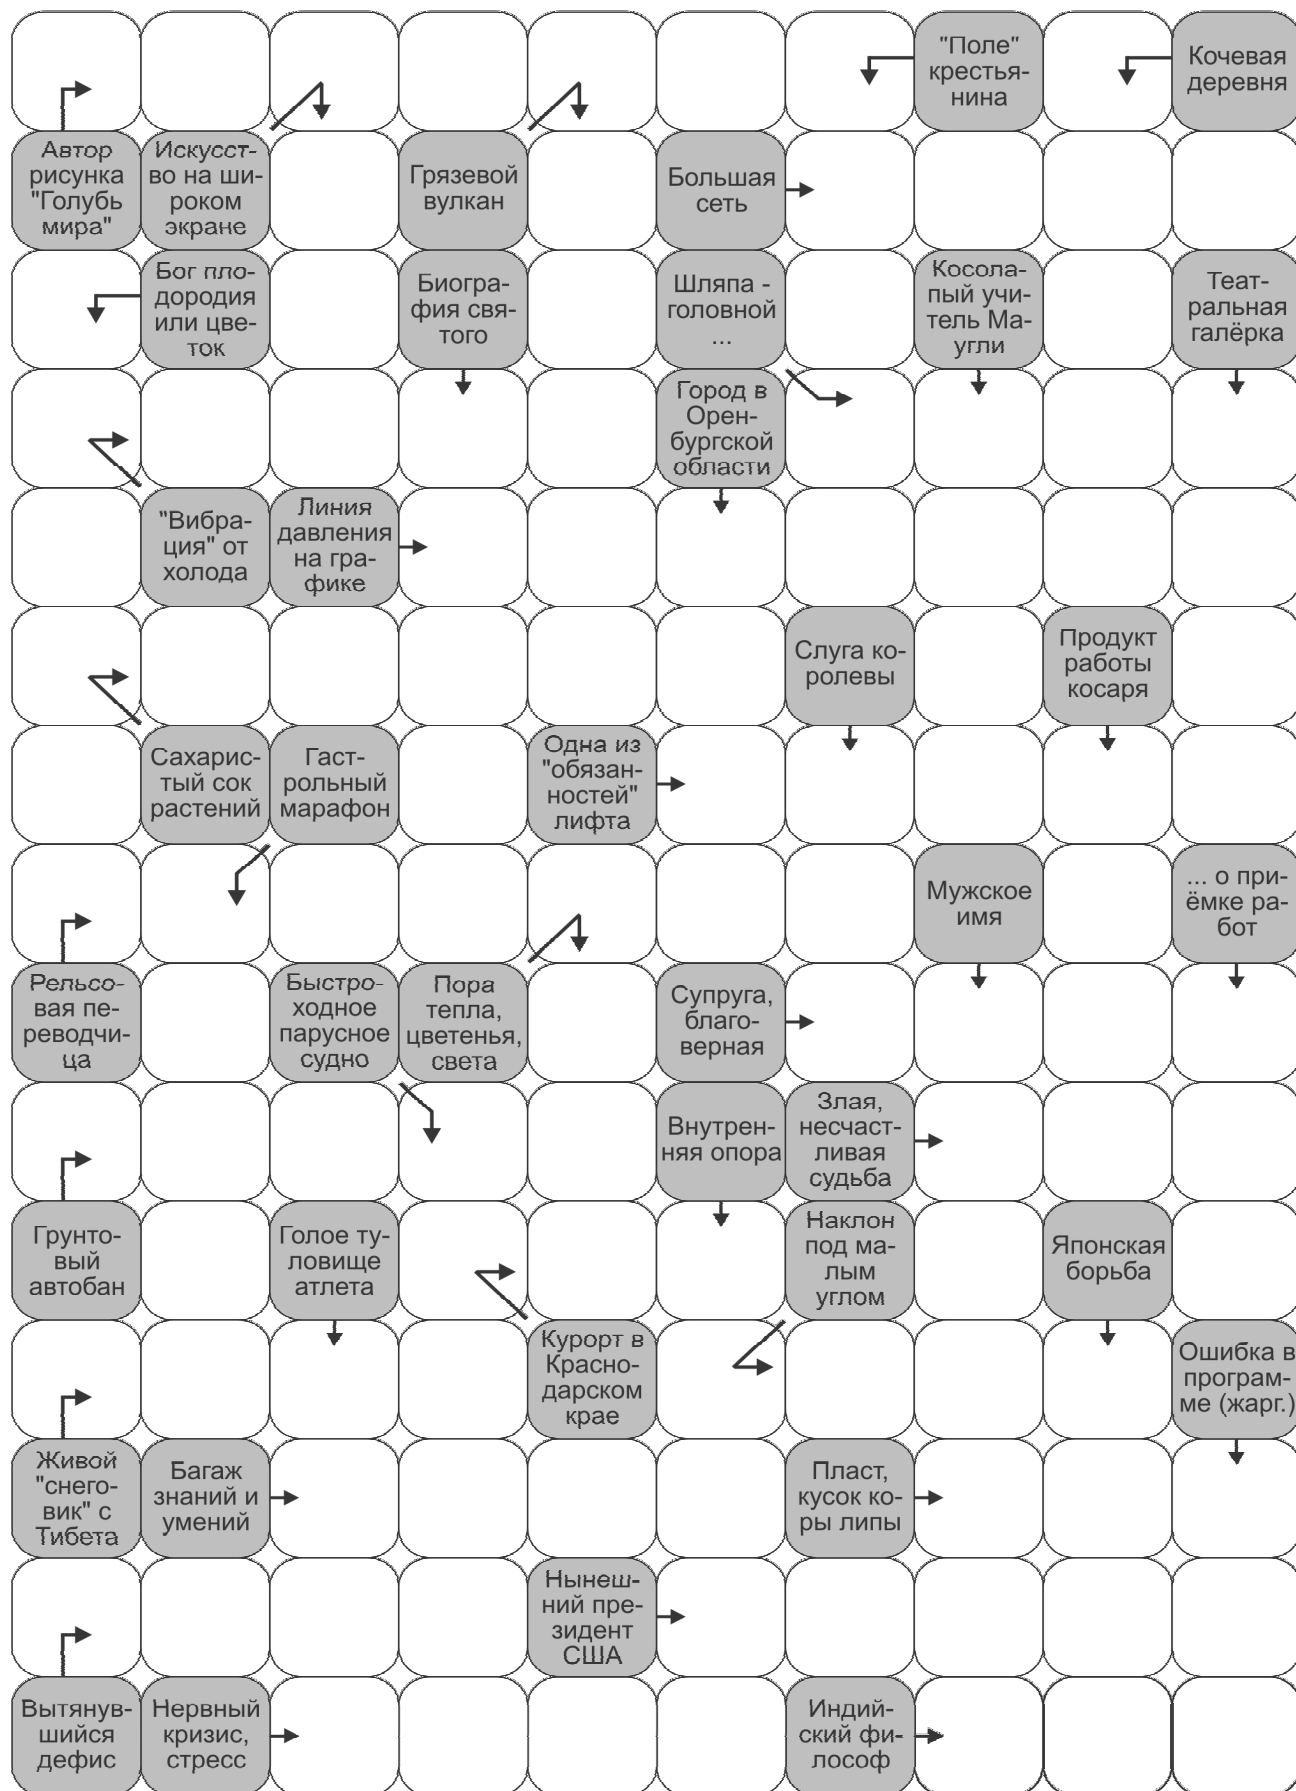 "Поле"
крестья-
нина
Кочевая
деревня
Автор
рисунка
"Голубь
мира"
Искусст-
во на ши-
роком
экране
Грязевой
вулкан
Большая
сеть
Бог пло-
дородия
или цве-
ток
Биогра-
фия свя-
того
Шляпа -
головной
...
Косола-
пый учи-
тель Ма-
угли
Теат-
ральная
галёрка
Город в
Орен-
бургской
области
"Вибра-
ция" от
холода
Линия
давления
на гра-
фике
Слуга ко-
ролевы
Продукт
работы
косаря
Сахарис-
тый сок
растений
Гаст-
рольный
марафон
Одна из
"обязан-
ностей"
лифта
Мужское
имя
... о при-
ёмке ра-
бот
Рельсо-
вая пе-
реводчи-
ца
Быстро-
ходное
парусное
судно
Пора
тепла,
цветенья,
света
Супруга,
благо-
верная
Внутрен-
няя опора
Злая,
несчаст-
ливая
судьба
Грунто-
вый
автобан
Голое ту-
ловище
атлета
Наклон
под ма-
лым
углом
Японская
борьба
Курорт в
Красно-
дарском
крае
Ошибка в
програм-
ме (жарг.)
Живой
"снего-
вик" с
Тибета
Багаж
знаний и
умений
Пласт,
кусок ко-
ры липы
Нынеш-
ний пре-
зидент
США
Вытянув-
шийся
дефис
Нервный
кризис,
стресс
Индий-
ский фи-
лософ